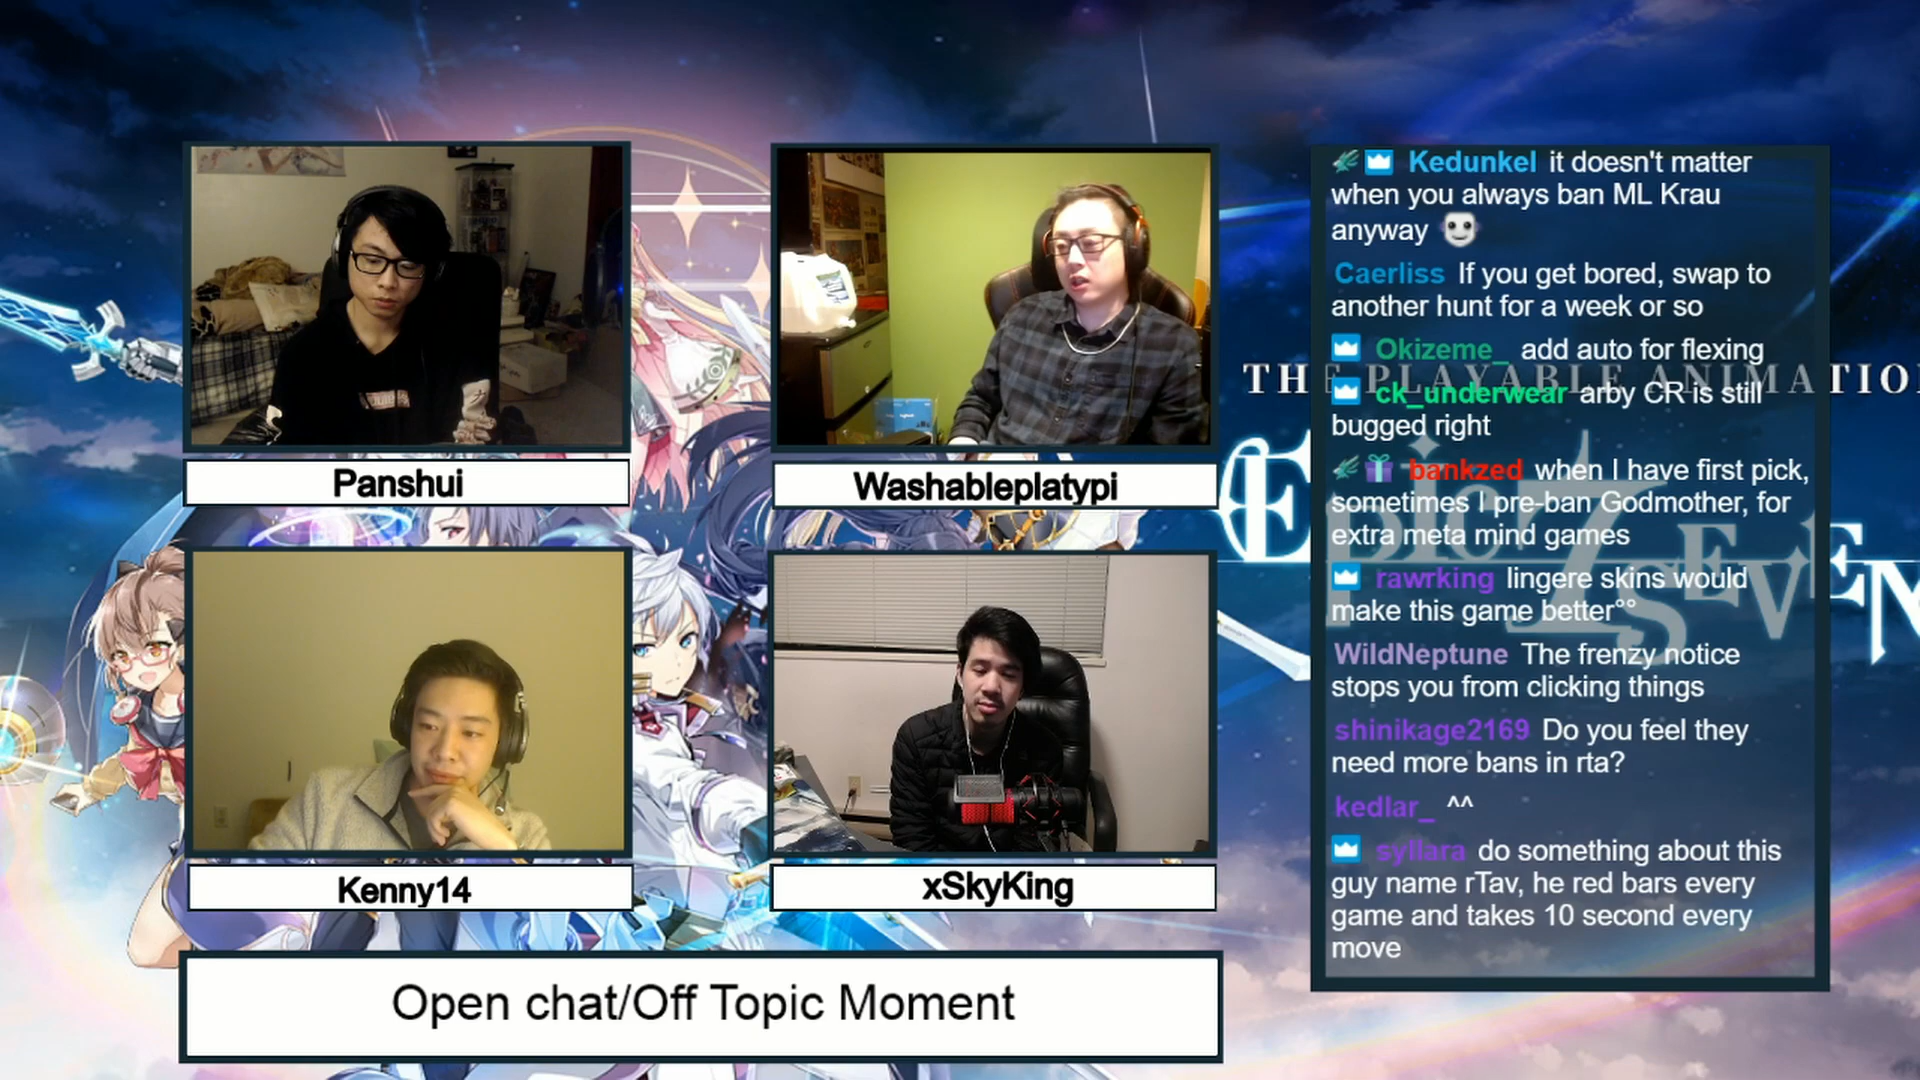 Panshui
Washableplatypi
Kenny14
xSkyKing
Open chat/Off Topic Moment
Kedunkel it doesn't matter
when you always ban ML Krau
anyway
Caerliss If you get bored, swap to
another hunt for a week or so
Okizeme_ add auto for flexing
ck_underwear arby CR is still
bugged right
bankzed when I have first pick,
sometimes I pre-ban Godmother, for
extra meta mind games
rawrking lingere skins would
make this game better°°
WildNeptune The frenzy notice
stops you from clicking things
shinikage2169 Do you feel they
need more bans in rta?
kedlar_ ^^
syllara do something about this
guy name rTav, he red bars every
game and takes 10 second every
move
THE PLAYABLE ANIMATIO
EPIC SEVEN